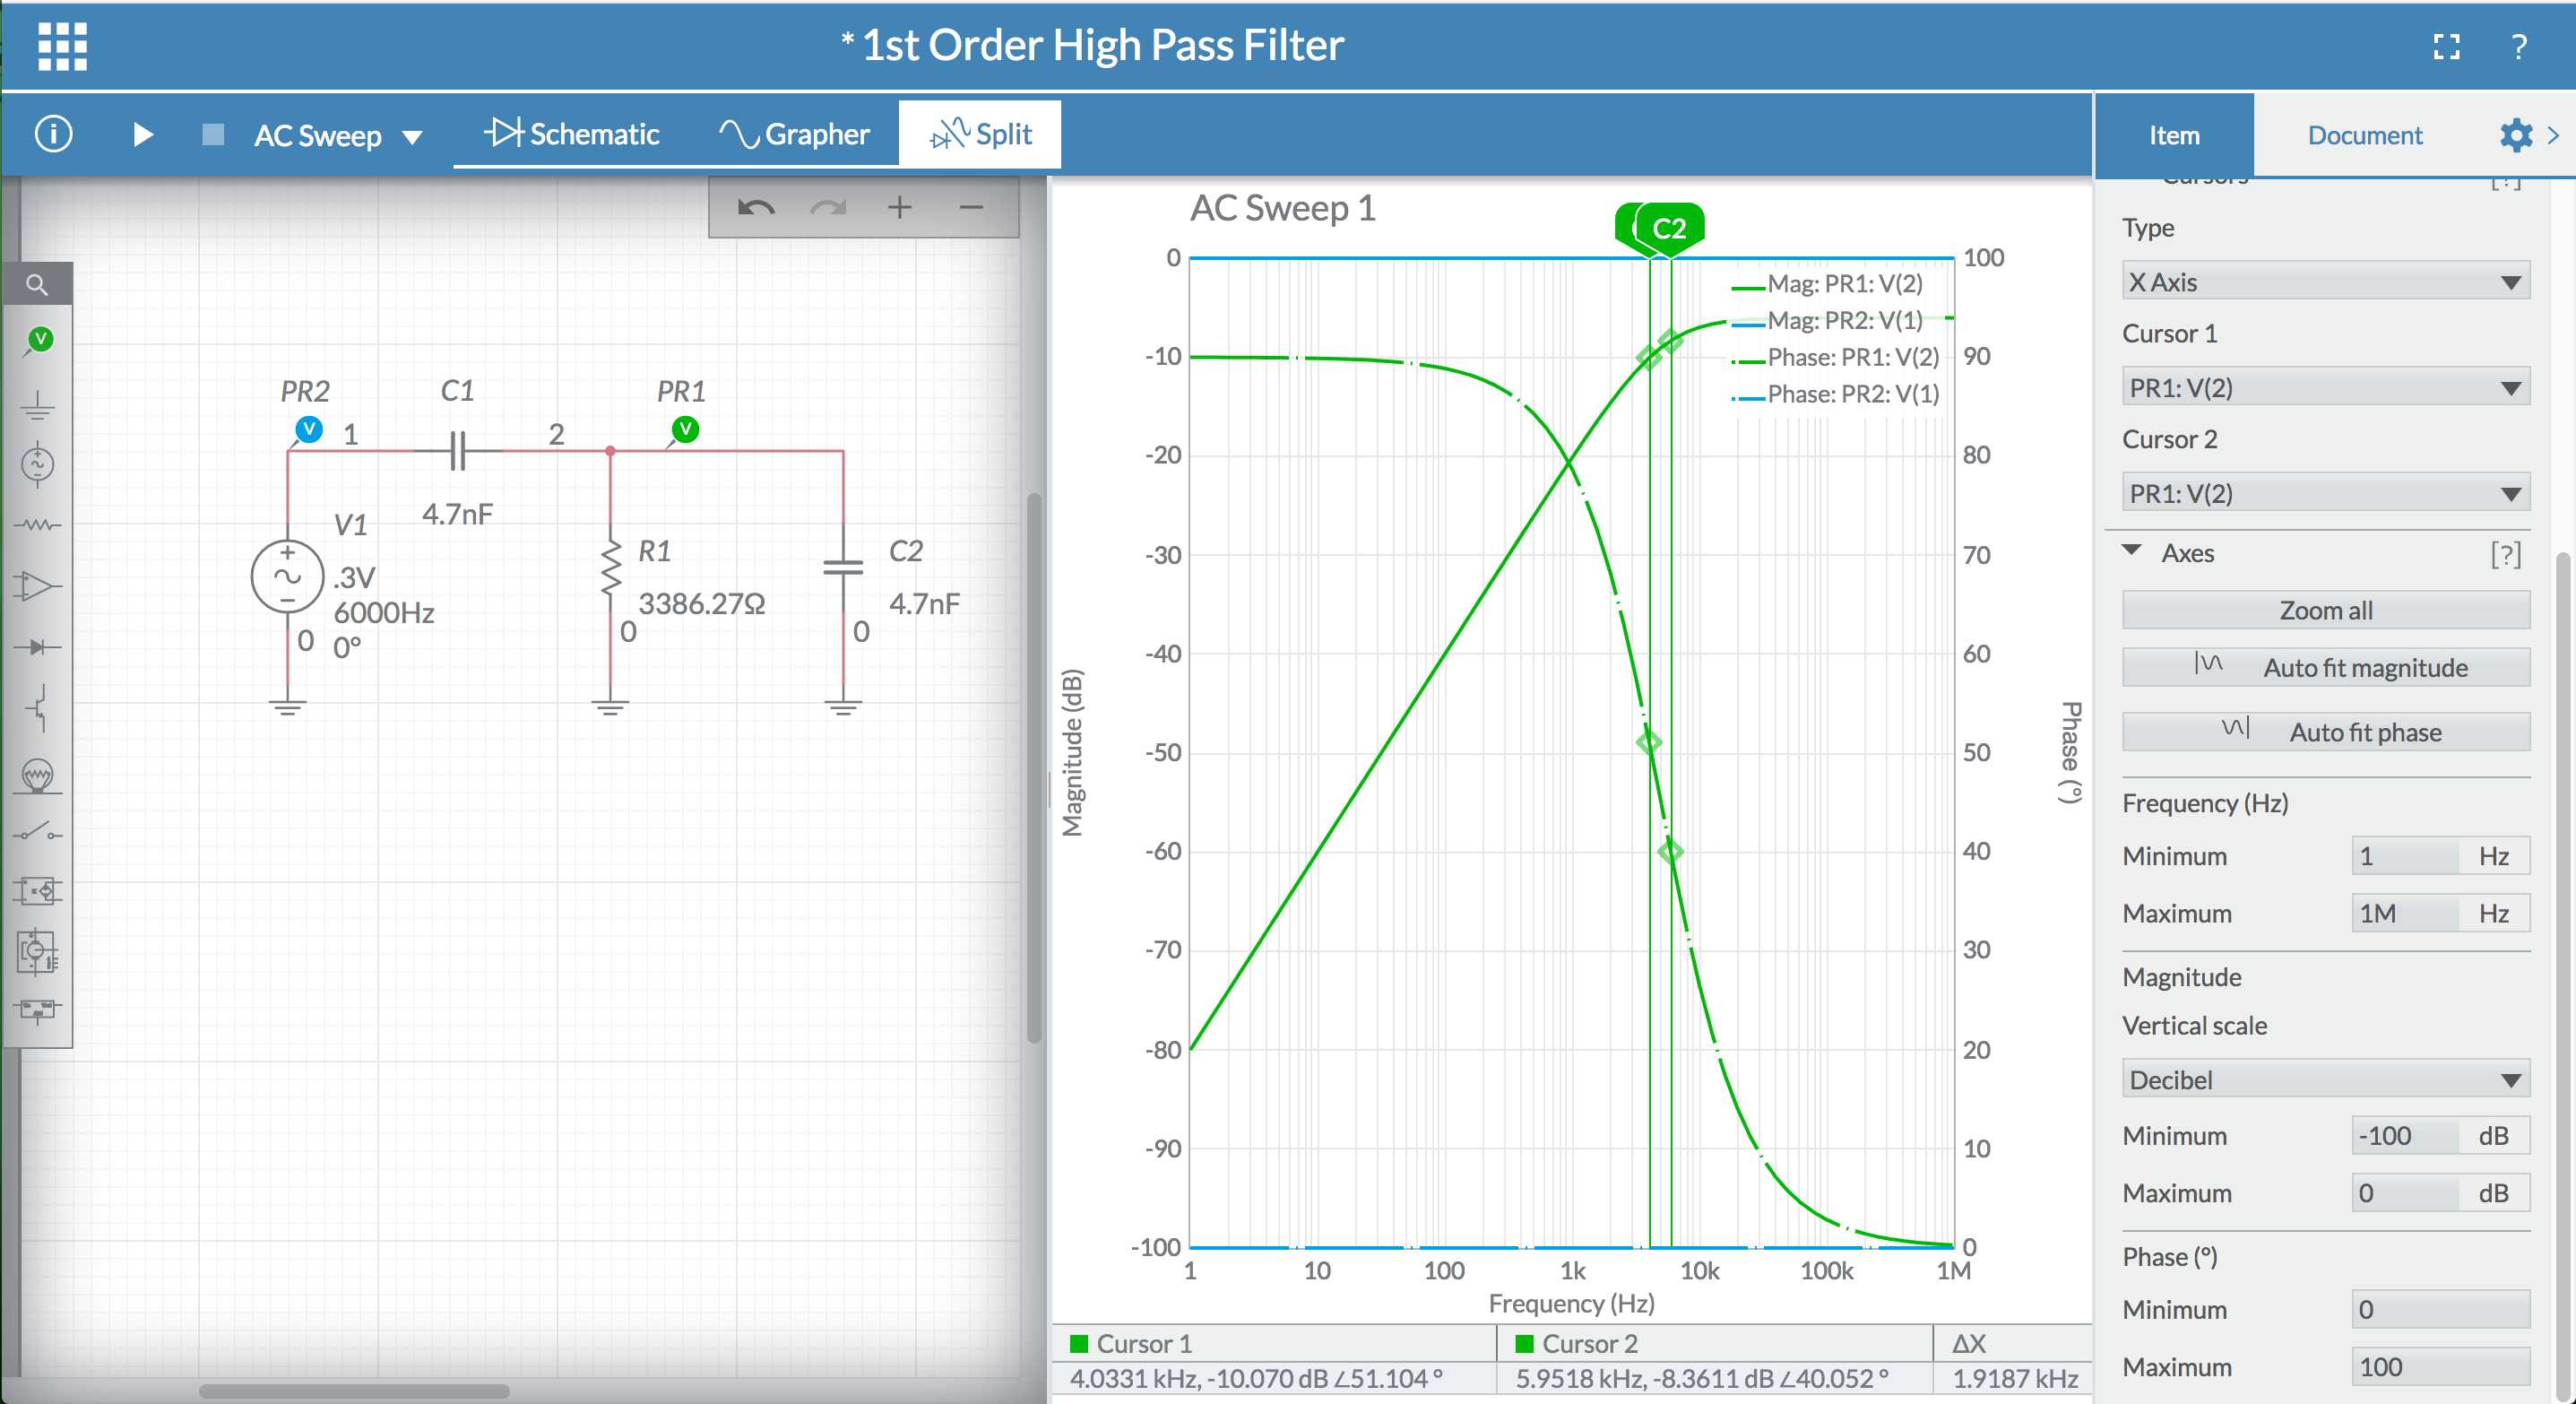 * 1st Order High Pass Filter
?
i
AC Sweep
Schematic
Grapher
Split
Item
Document
PR2
C1
PR1
V
1
2
V
4.7nF
V1
.3V
6000Hz
0°
0
R1
3386.27Ω
0
C2
4.7nF
0
V
AC Sweep 1
C2
Mag: PR1: V(2)
Mag: PR2: V(1)
Phase: PR1: V(2)
Phase: PR2: V(1)
0
-10
-20
-30
-40
-50
-60
-70
-80
-90
-100
Magnitude (dB)
100
90
80
70
60
50
40
30
20
10
0
Phase (°)
1
10
100
1k
10k
100k
1M
Frequency (Hz)
Cursor 1
Cursor 2
ΔX
4.0331 kHz, -10.070 dB ∠51.104 °
5.9518 kHz, -8.3611 dB ∠40.052 °
1.9187 kHz
Cursors
[?]
Type
X Axis
Cursor 1
PR1: V(2)
Cursor 2
PR1: V(2)
Axes
[?]
Zoom all
Auto fit magnitude
Auto fit phase
Frequency (Hz)
Minimum
1
Hz
Maximum
1M
Hz
Magnitude
Vertical scale
Decibel
Minimum
-100
dB
Maximum
0
dB
Phase (°)
Minimum
0
Maximum
100